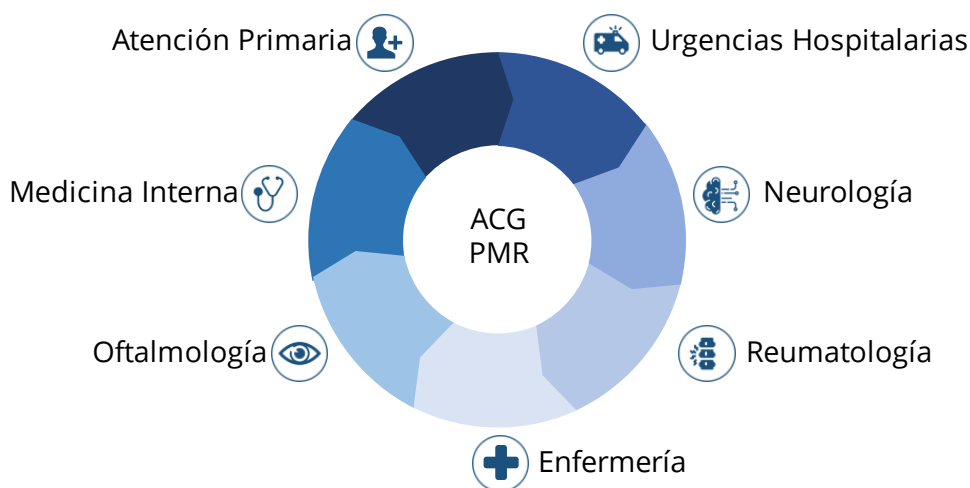 Atención Primaria
Urgencias Hospitalarias
Medicina Interna
Neurología
ACG
PMR
Oftalmología
Reumatología
Enfermería